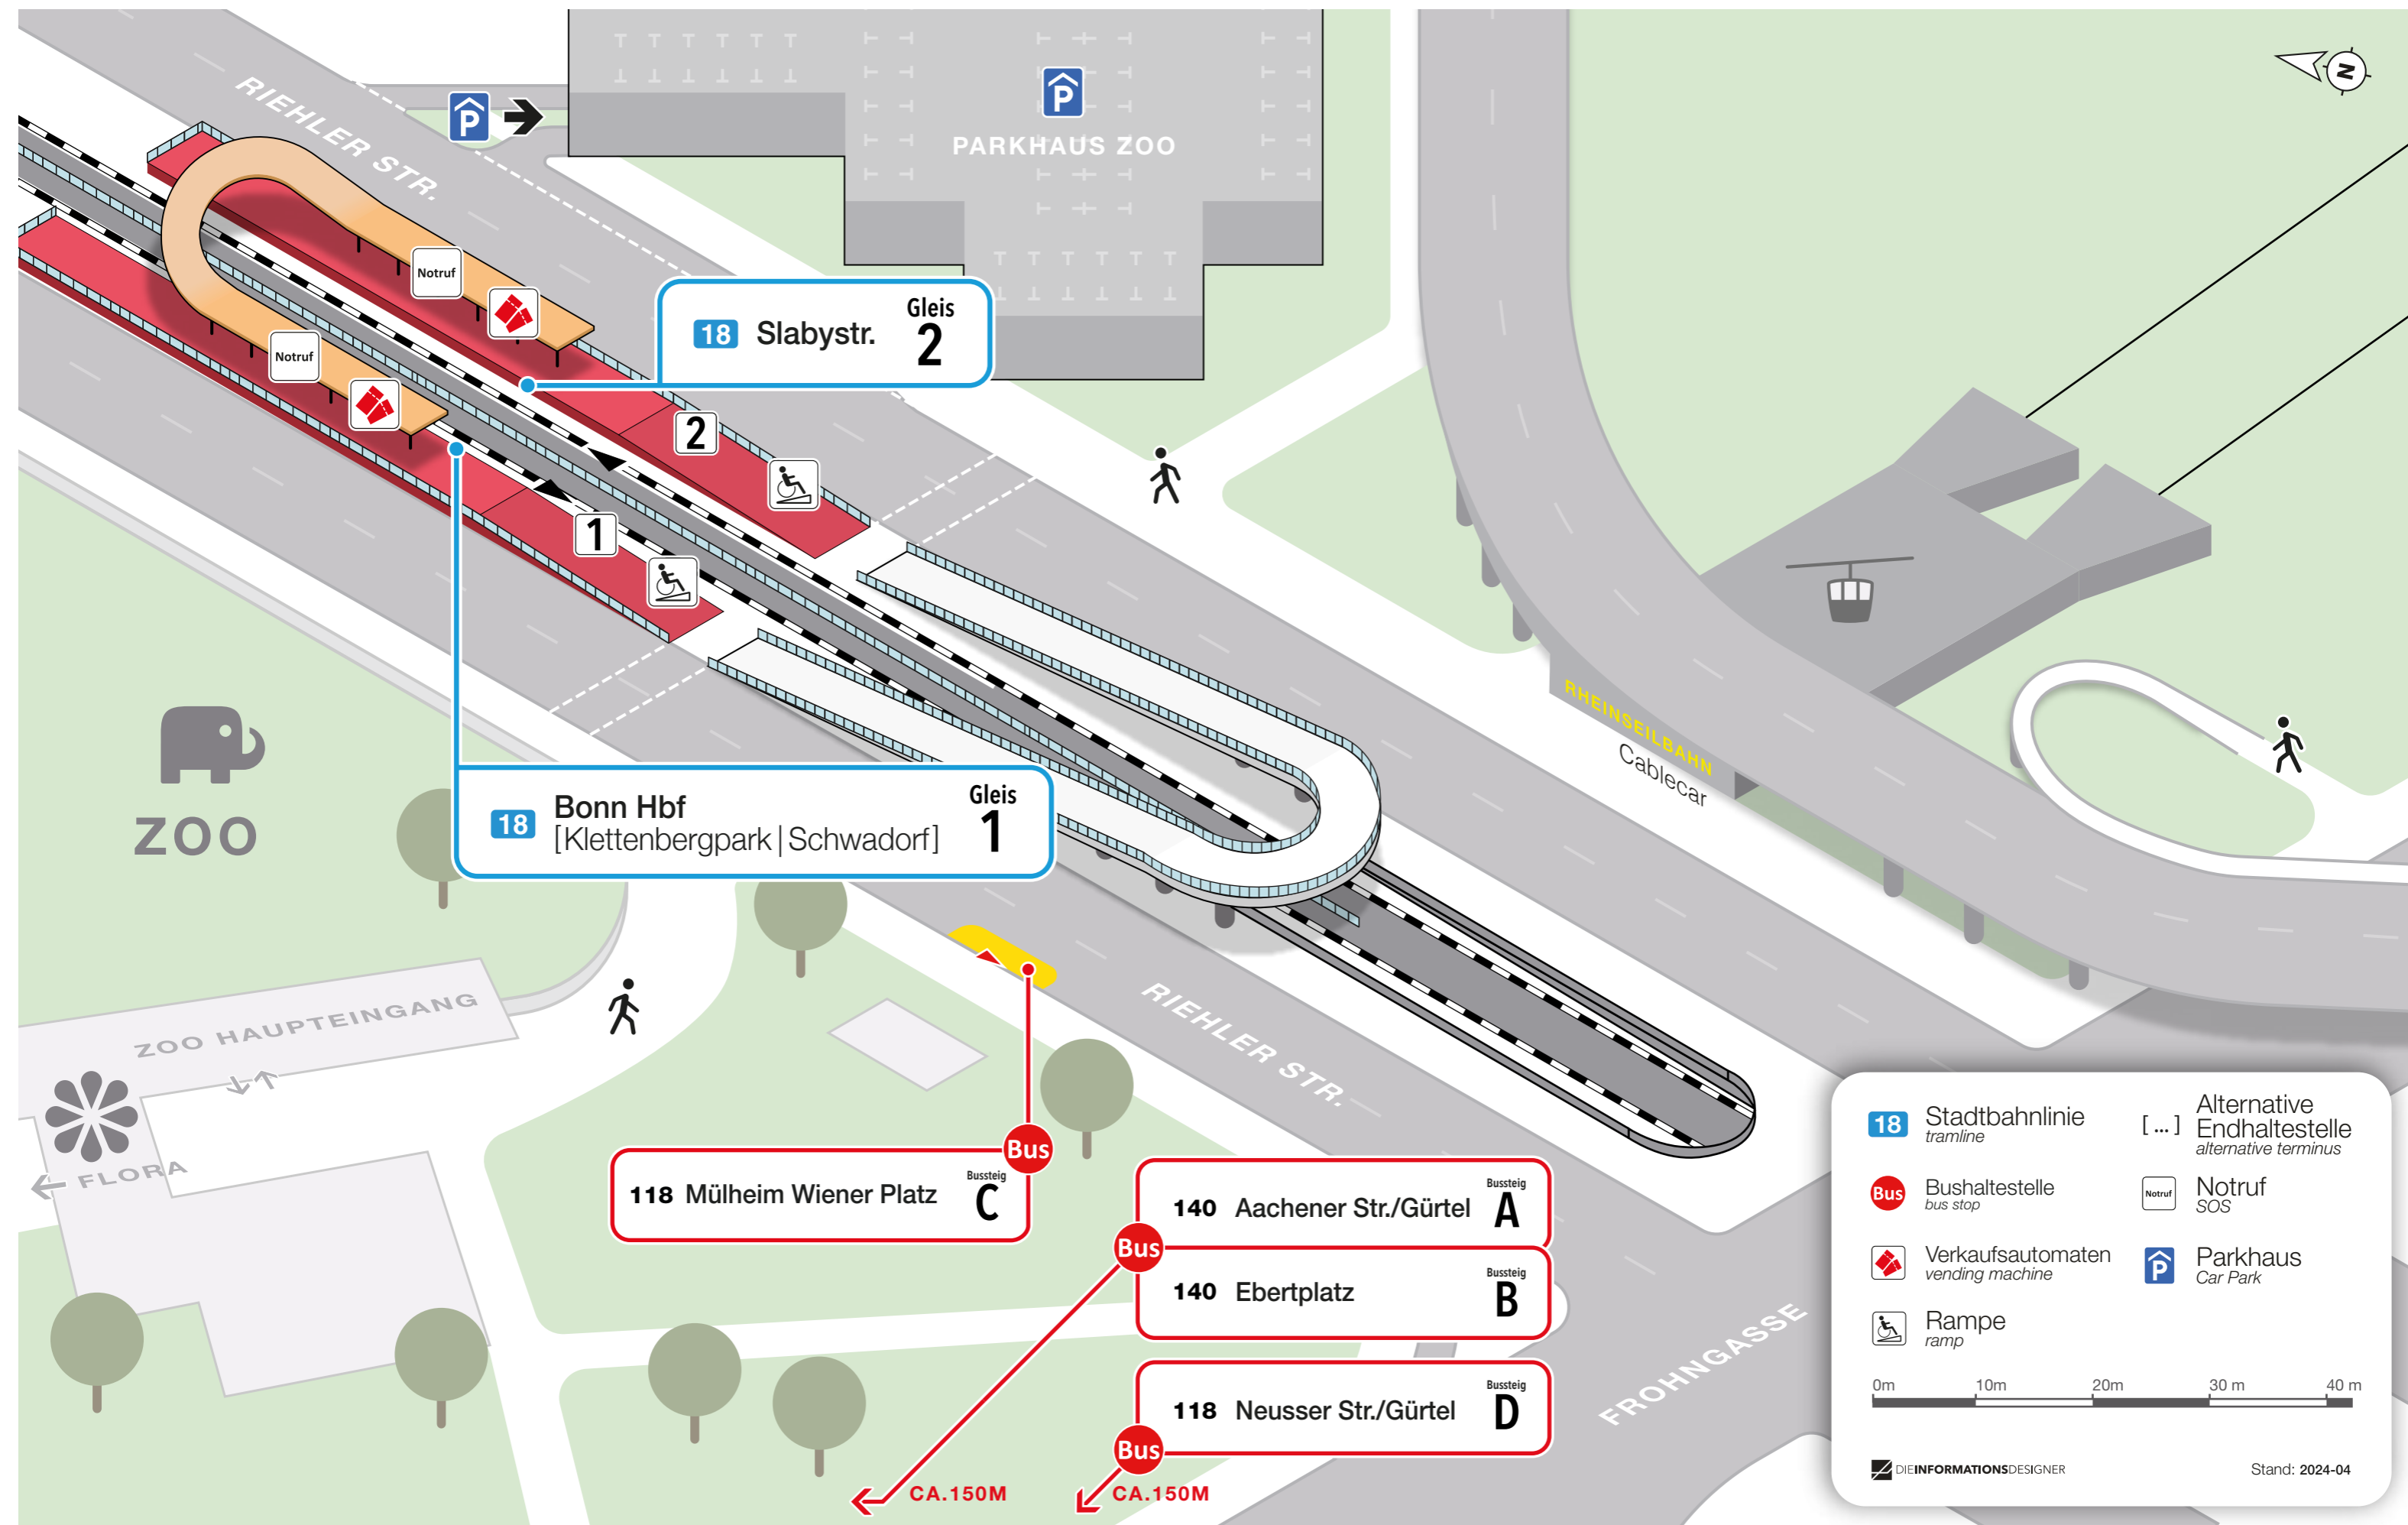 RIEHLER STR.
P
P
PARKHAUS ZOO
N
Notruf
18 Slabystr. Gleis 2
Notruf
2
1
RHEINSEILBAHN
Cablecar
ZOO
18 Bonn Hbf
[Klettenbergpark | Schwadorf]
Gleis 1
ZOO HAUPTEINGANG
FLORA
RIEHLER STR.
Bus
118 Mülheim Wiener Platz Bussteig C
140 Aachener Str./Gürtel Bussteig A
Bus
140 Ebertplatz Bussteig B
118 Neusser Str./Gürtel Bussteig D
Bus
CA.150M
CA.150M
FROHNGASSE
18 Stadtbahnlinie
tramline
[ ... ] Alternative
Endhaltestelle
alternative terminus
Bus Bushaltestelle
bus stop
Notruf Notruf
SOS
Verkaufsautomaten
vending machine
P Parkhaus
Car Park
Rampe
ramp
0m 10m 20m 30 m 40 m
DIEINFORMATIONSDESIGNER
Stand: 2024-04